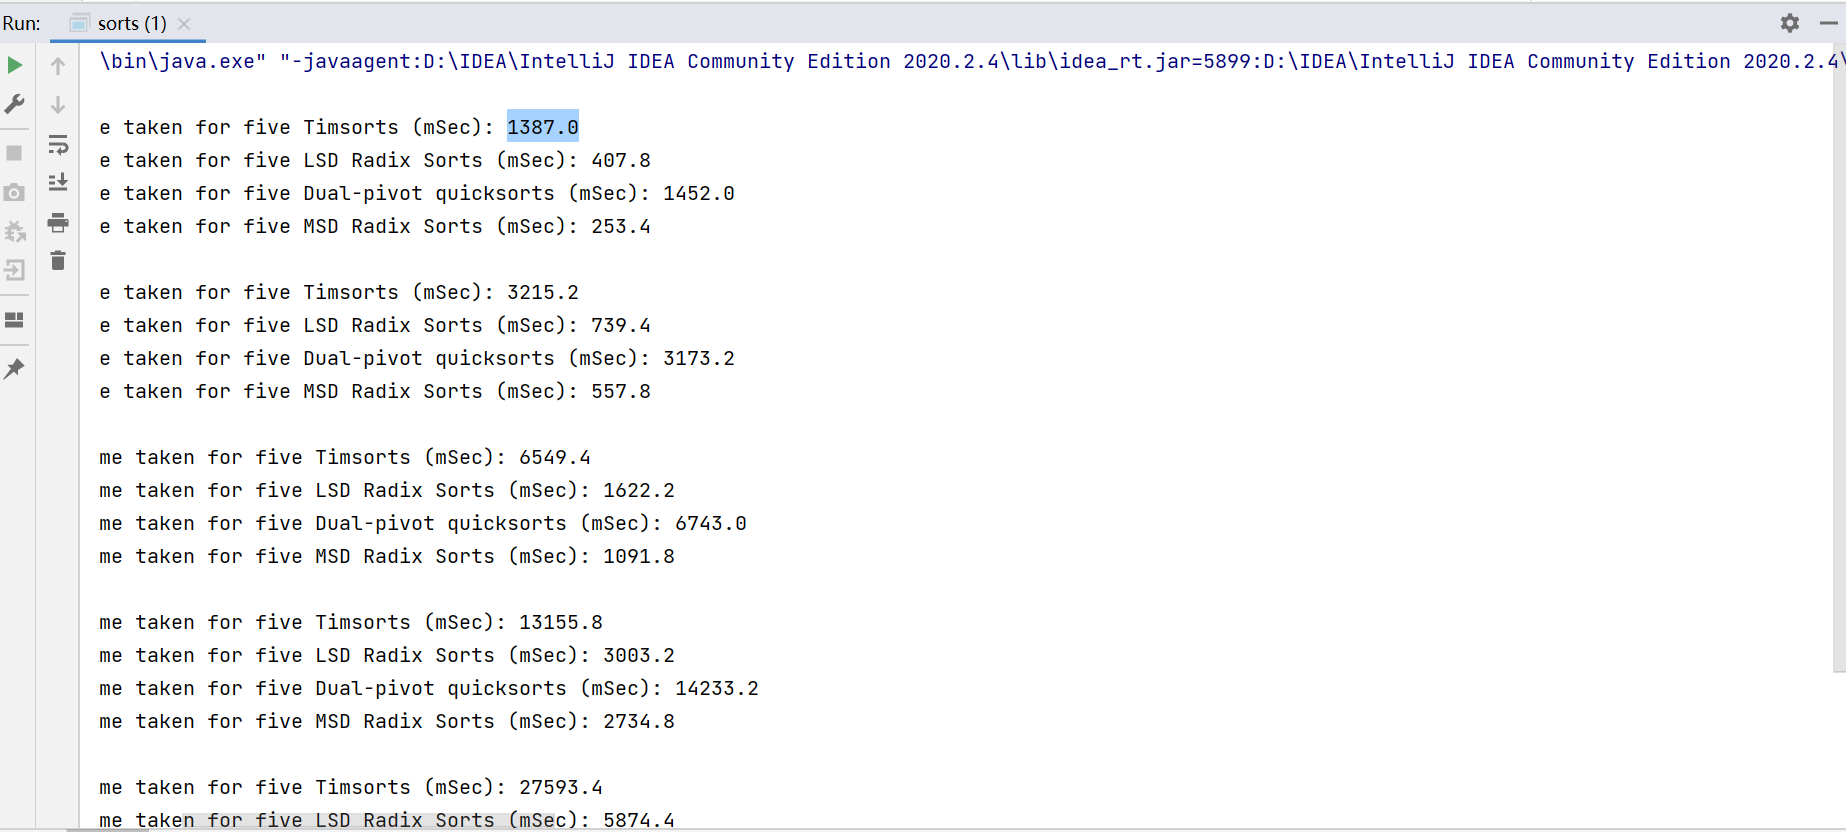 Run: sorts (1)
\bin\java.exe" "-javaagent:D:\IDEA\IntelliJ IDEA Community Edition 2020.2.4\lib\idea_rt.jar=5899:D:\IDEA\IntelliJ IDEA Community Edition 2020.2.4\
e taken for five Timsorts (mSec): 1387.0
e taken for five LSD Radix Sorts (mSec): 407.8
e taken for five Dual-pivot quicksorts (mSec): 1452.0
e taken for five MSD Radix Sorts (mSec): 253.4
e taken for five Timsorts (mSec): 3215.2
e taken for five LSD Radix Sorts (mSec): 739.4
e taken for five Dual-pivot quicksorts (mSec): 3173.2
e taken for five MSD Radix Sorts (mSec): 557.8
me taken for five Timsorts (mSec): 6549.4
me taken for five LSD Radix Sorts (mSec): 1622.2
me taken for five Dual-pivot quicksorts (mSec): 6743.0
me taken for five MSD Radix Sorts (mSec): 1091.8
me taken for five Timsorts (mSec): 13155.8
me taken for five LSD Radix Sorts (mSec): 3003.2
me taken for five Dual-pivot quicksorts (mSec): 14233.2
me taken for five MSD Radix Sorts (mSec): 2734.8
me taken for five Timsorts (mSec): 27593.4
me taken for five LSD Radix Sorts (mSec): 5874.4